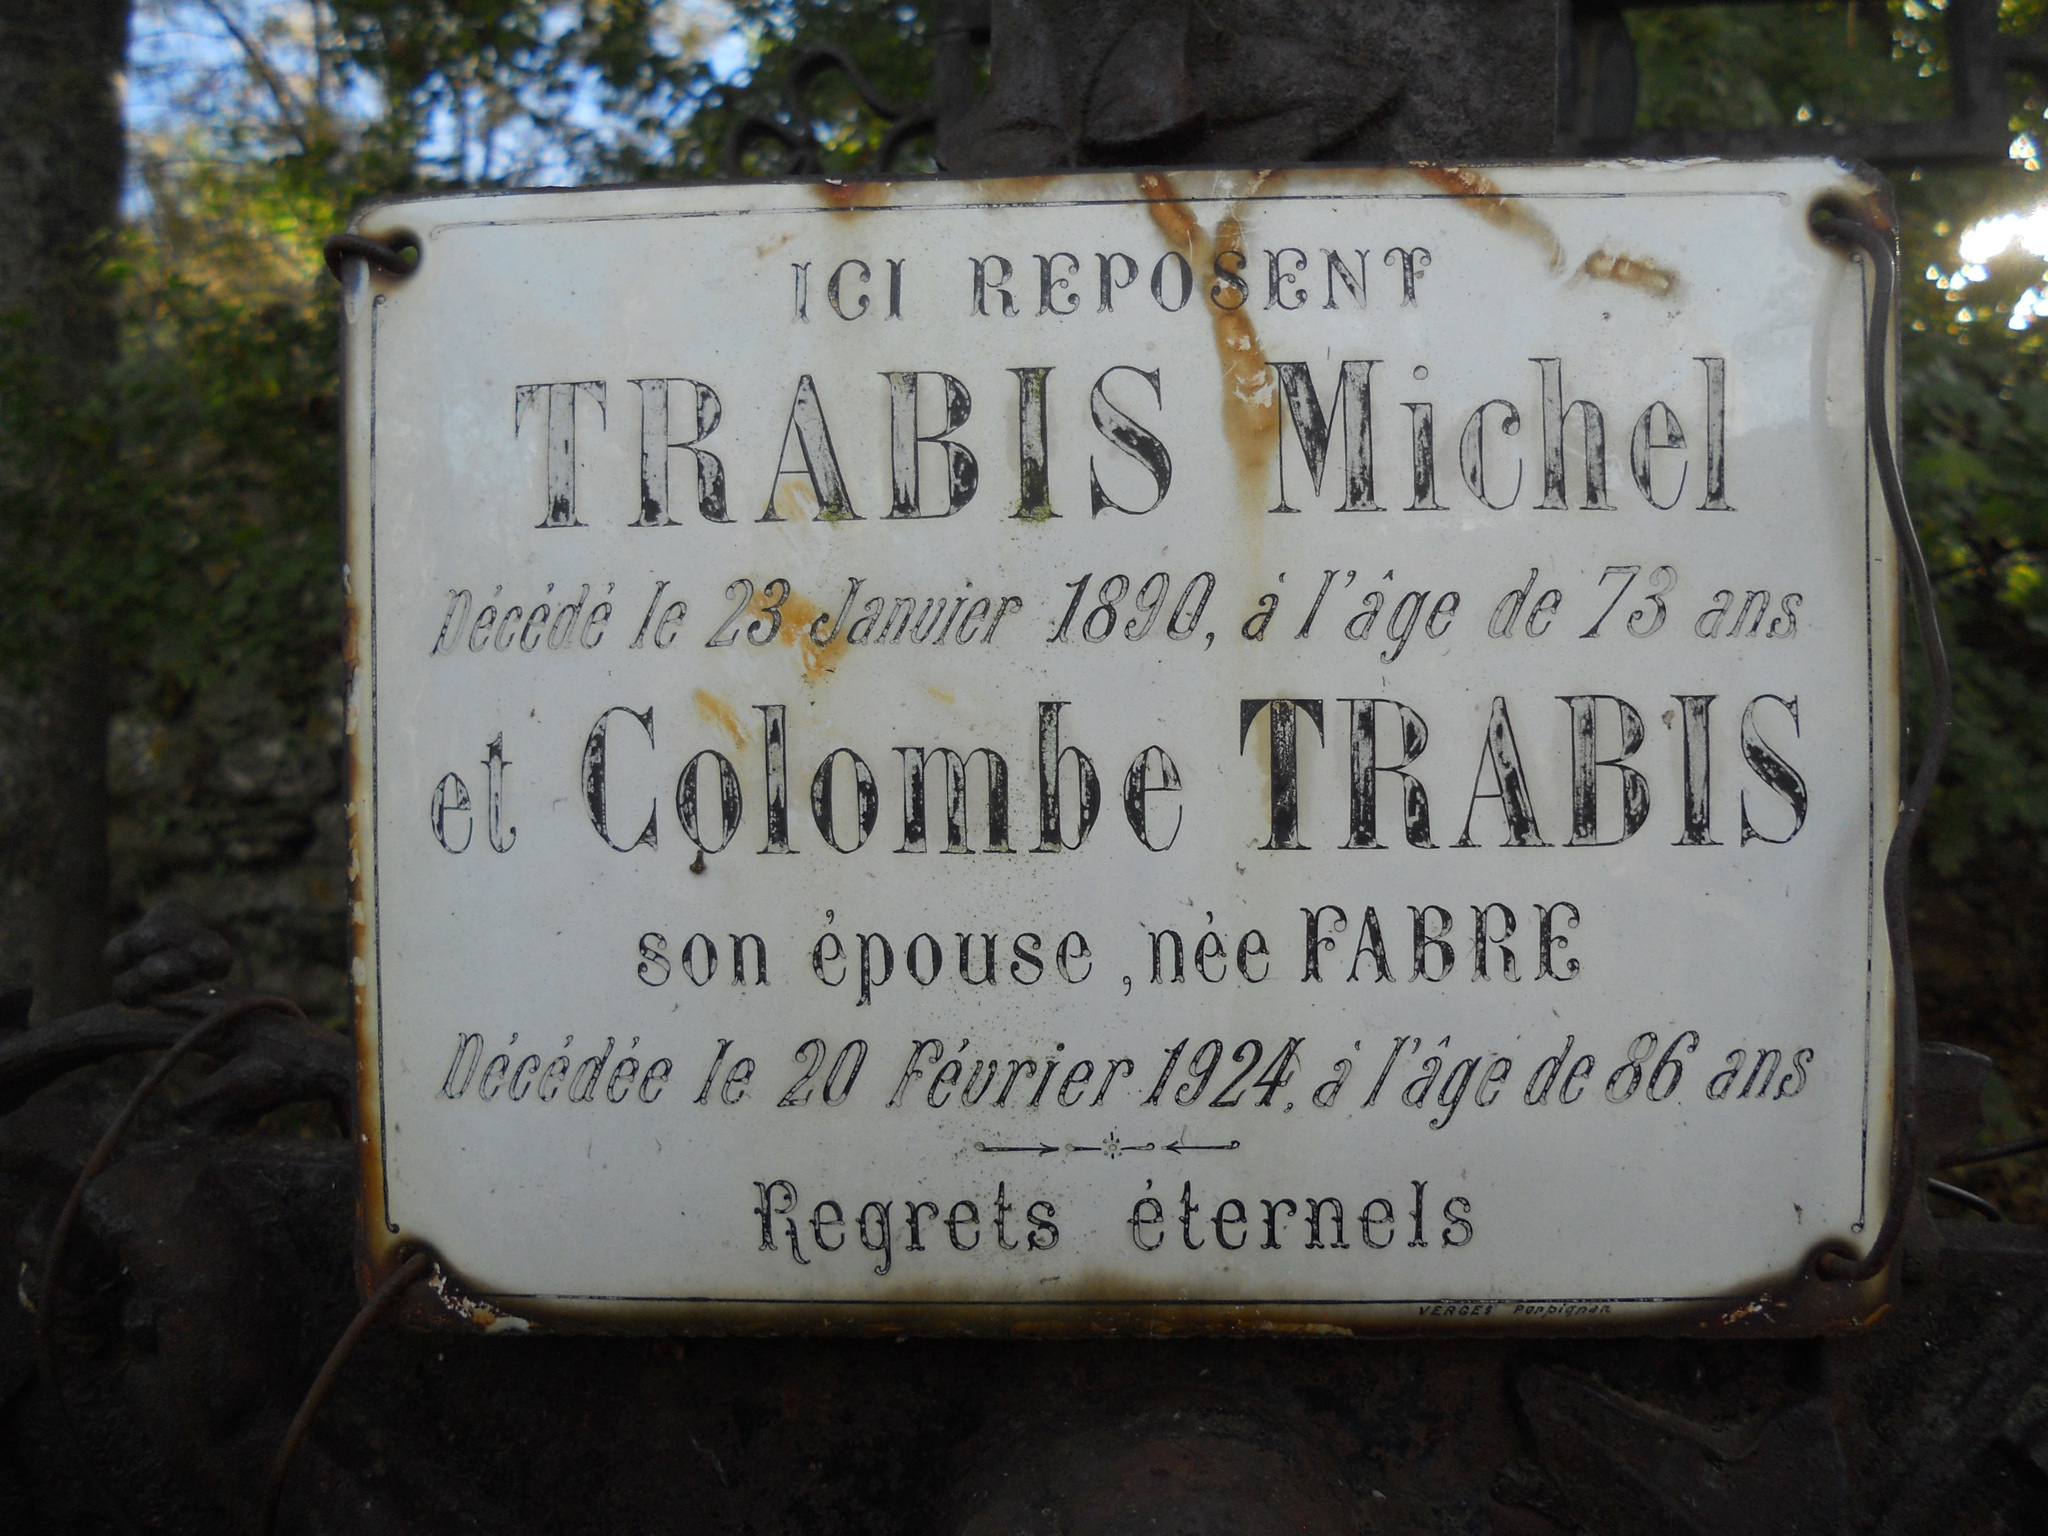 ICI REPOSENT
TRABIS Michel
Décédé le 23 Janvier 1890, à l'âge de 73 ans
et Colombe TRABIS
son épouse, née FABRE
Décédée le 20 Février 1924, à l'âge de 86 ans
Regrets éternels
VERGES Perpignan